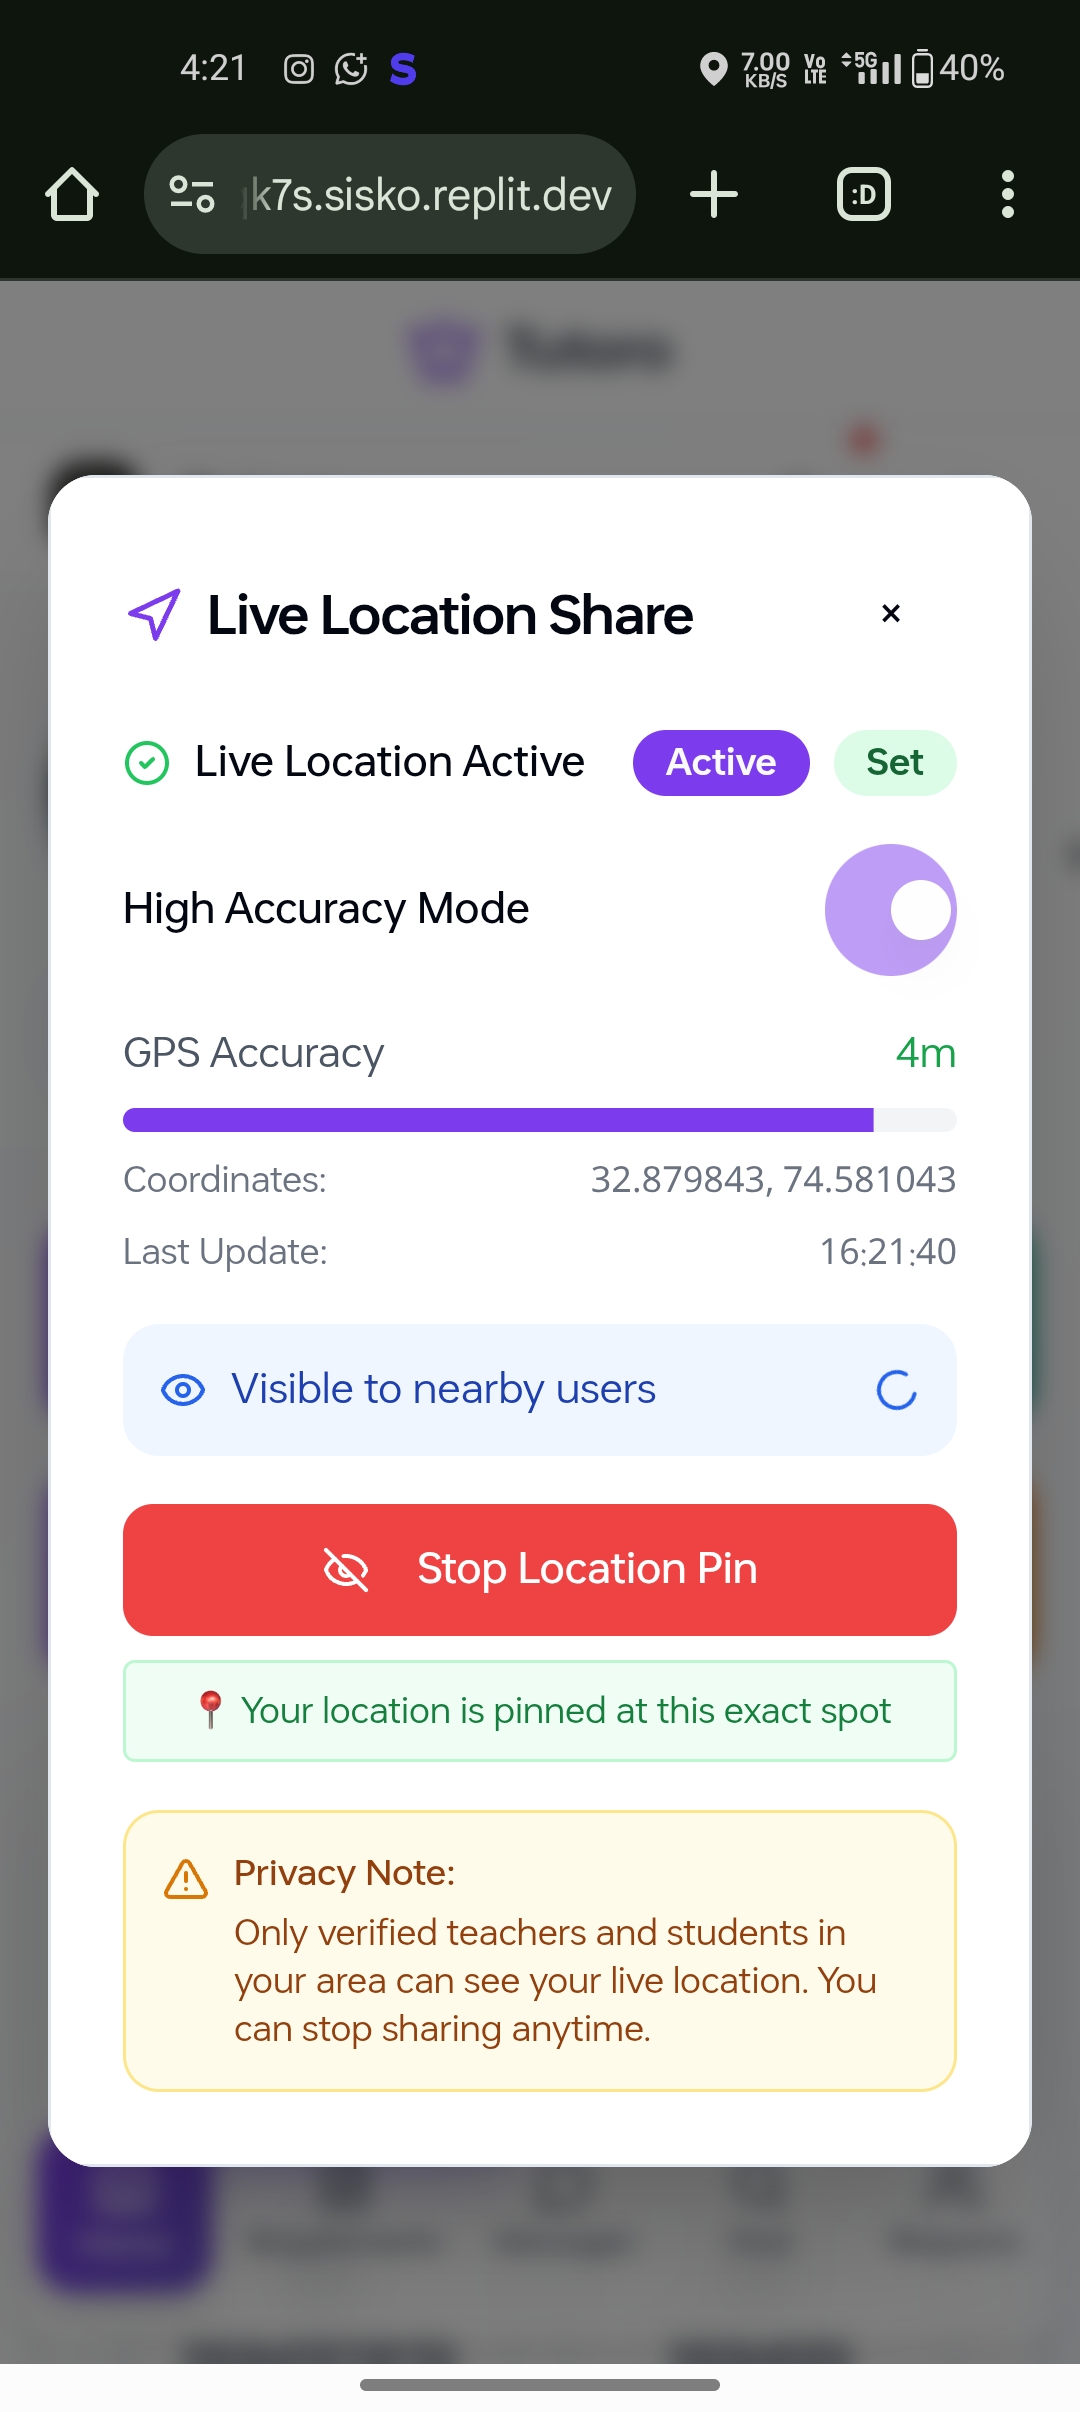 4:21
7.00
KB/S
Vo
LTE
5G
40%
k7s.sisko.replit.dev
:D
Tutors
Live Location Share
×
Live Location Active
Active
Set
High Accuracy Mode
GPS Accuracy
4m
Coordinates:
32.879843, 74.581043
Last Update:
16:21:40
Visible to nearby users
Stop Location Pin
Your location is pinned at this exact spot
Privacy Note:
Only verified teachers and students in
your area can see your live location. You
can stop sharing anytime.